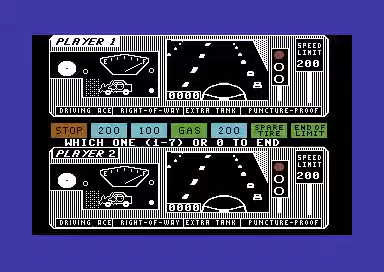 PLAYER 1
SPEED LIMIT
200
0000
DRIVING ACE RIGHT-OF-WAY EXTRA TANK PUNCTURE-PROOF
STOP 200 100 GAS 200 SPARE TIRE END OF LIMIT
WHICH ONE (1-7) OR 0 TO END
PLAYER 2
SPEED LIMIT
200
0000
DRIVING ACE RIGHT-OF-WAY EXTRA TANK PUNCTURE-PROOF